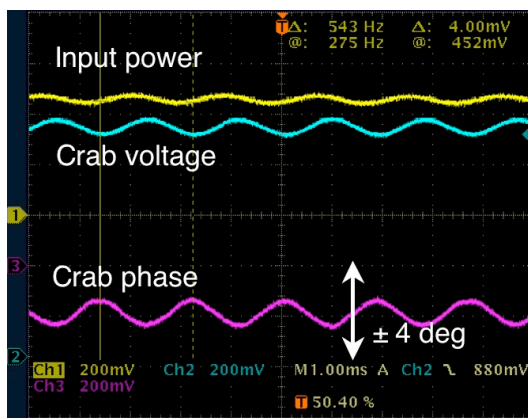 Δ: 543 Hz Δ: 4.00mV
@: 275 Hz @: 452mV
T
Input power
Crab voltage
1
3
Crab phase
± 4 deg
2
Ch1 200mV Ch2 200mV M1.00ms A Ch2 880mV
Ch3 200mV
T 50.40 %